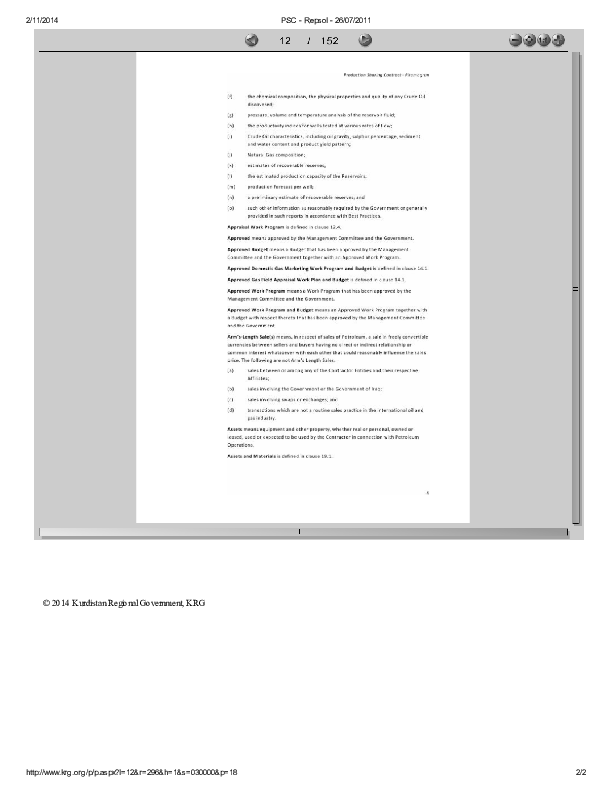 2/11/2014 PSC - Repsol - 26/07/2011
12 / 152
Production Sharing Contract -
(f) the chemical composition, the physical properties and quality of any Crude Oil
discovered;
(g) pressure, volume and temperature analysis of the reservoir fluid;
(h) the productivity index for wells tested at various rates of flow;
(i) Crude Oil characteristics, including gravity, sulphur percentage, sediment
and water content and product yield pattern;
(j) Natural Gas composition;
(k) estimates of recoverable reserves;
(l) the estimated production capacity of the Reservoirs;
(m) production forecast per well;
(n) a preliminary estimate of recoverable reserves; and
(o) such other information as reasonably required by the Government or generally
provided in such reports in accordance with Best Practices.
Appraisal Work Program is defined in clause 12.4.
Approved means approved by the Management Committee and the Government.
Approved Budget means a Budget that has been approved by the Management
Committee and the Government together with an Approved Work Program.
Approved Domestic Gas Marketing Work Program and Budget is defined in clause 14.1
Approved Gas Field Appraisal Work Plan and Budget is defined in clause 14.
Approved Work Program means a Work Program that has been approved by the
Management Committee and the Government.
Approved Work Program and Budget means an Approved Work Program together with
a Budget with respect thereto that has been approved by the Management Committee
and the Government.
Arm's-Length Sale(s) means, in respect of sales of Petroleum, a sale in freely convertible
currencies between sellers and buyers having no direct or indirect relationship or
common interest whatsoever with each other that could reasonably influence the sales
price. The following are not Arm's-Length Sales:
(a) sales between or among any of the Contractor Entities and their respective
Affiliates;
(b) sales involving the Government or the Government of Iraq;
(c) sales involving swaps or exchanges; and
(d) transactions which are not a routine sales practice in the international oil and
gas industry.
Assets means equipment and other property, whether real or personal, owned or
leased, used or expected to be used by the Contractor in connection with Petroleum
Operations.
Assets and Materials is defined in clause 19.1.
© 2014 Kurdistan Regional Government, KRG
http://www.krg.org/p/p.aspx?l=12&r=296&h=1&s=030000&p=18 2/2